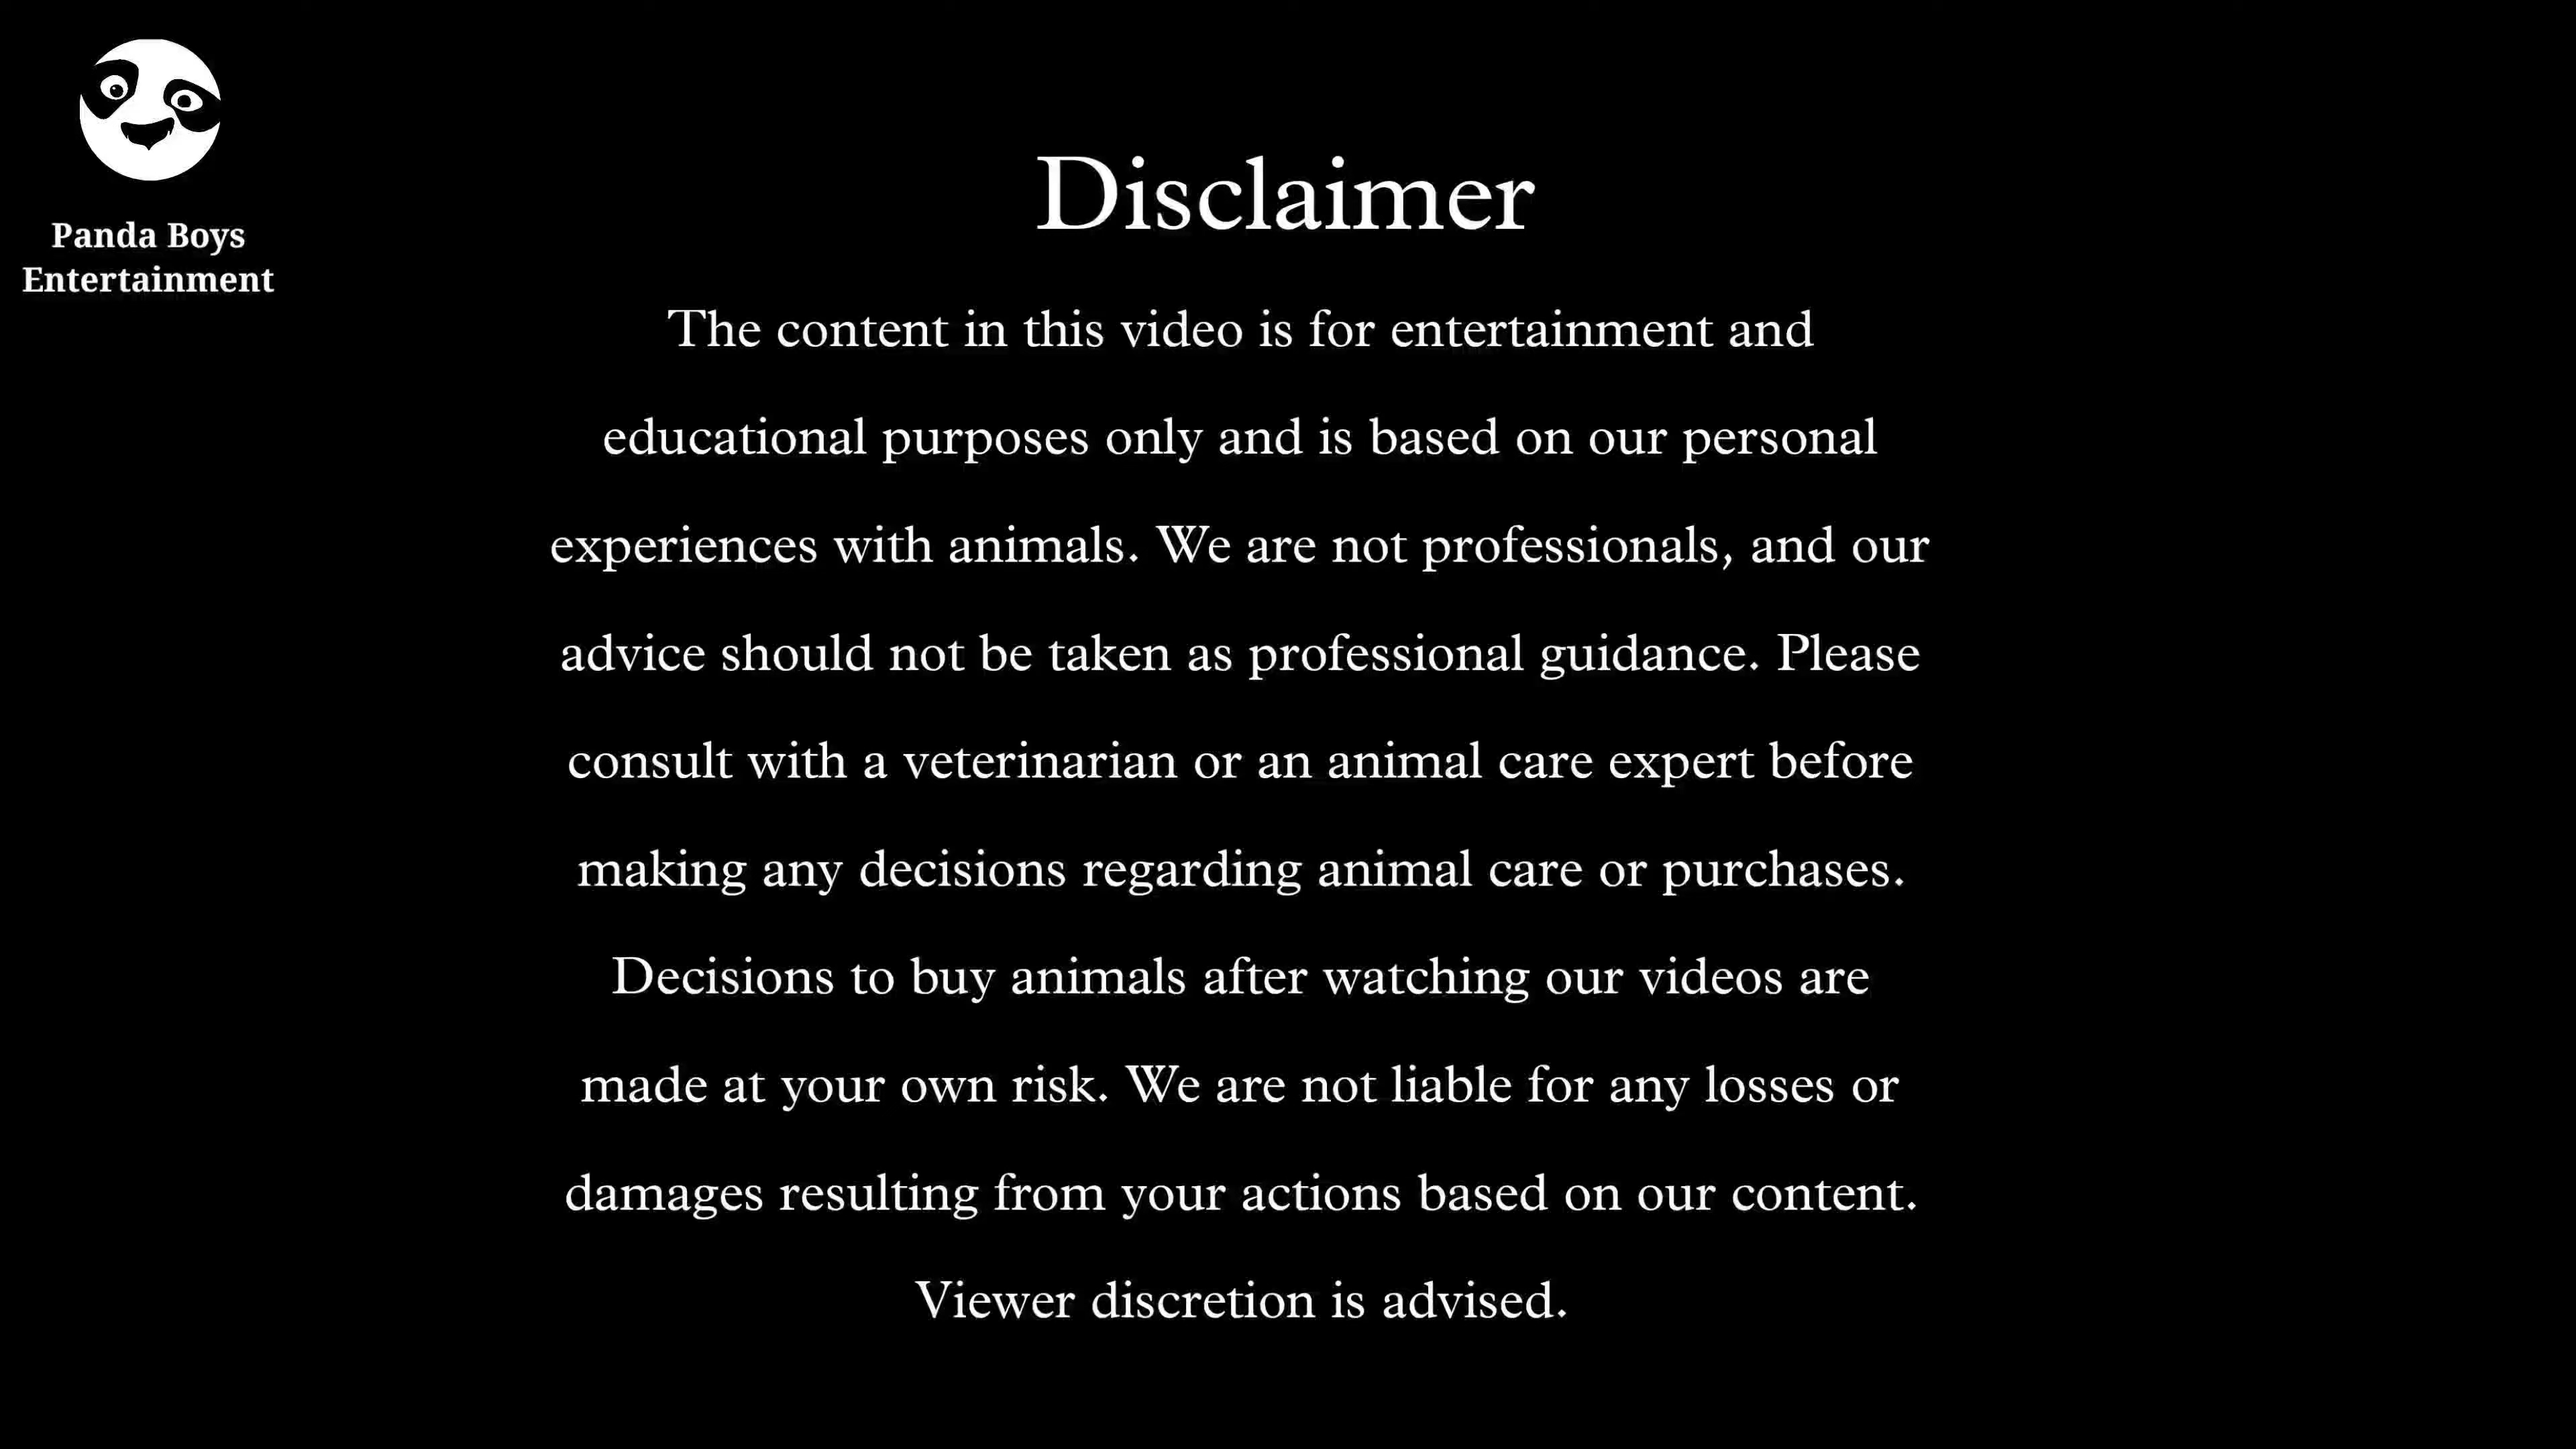 Panda Boys
Entertainment
Disclaimer
The content in this video is for entertainment and
educational purposes only and is based on our personal
experiences with animals. We are not professionals, and our
advice should not be taken as professional guidance. Please
consult with a veterinarian or an animal care expert before
making any decisions regarding animal care or purchases.
Decisions to buy animals after watching our videos are
made at your own risk. We are not liable for any losses or
damages resulting from your actions based on our content.
Viewer discretion is advised.